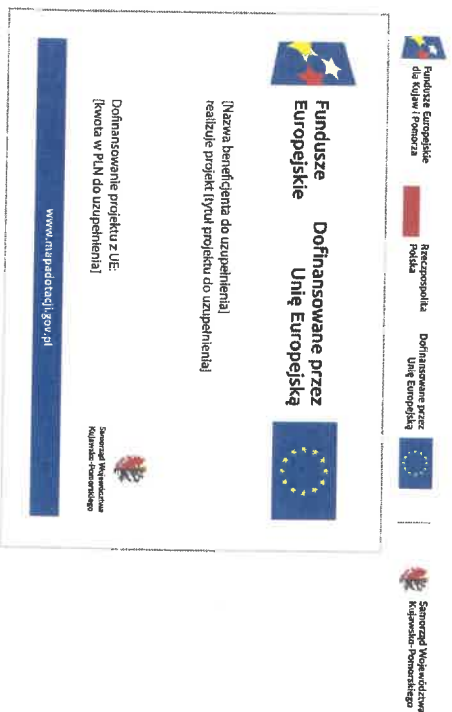 Fundusze Europejskie
dla Kujaw i Pomorza
Rzeczpospolita
Polska
Dofinansowane przez
Unię Europejską
Samorząd Województwa
Kujawsko-Pomorskiego
Fundusze
Europejskie
Dofinansowane przez
Unię Europejską
[Nazwa beneficjenta do uzupełnienia]
realizuje projekt [tytuł projektu do uzupełnienia]
Dofinansowanie projektu z UE:
[kwota w PLN do uzupełnienia]
Samorząd Województwa
Kujawsko-Pomorskiego
www.mapadotacji.gov.pl